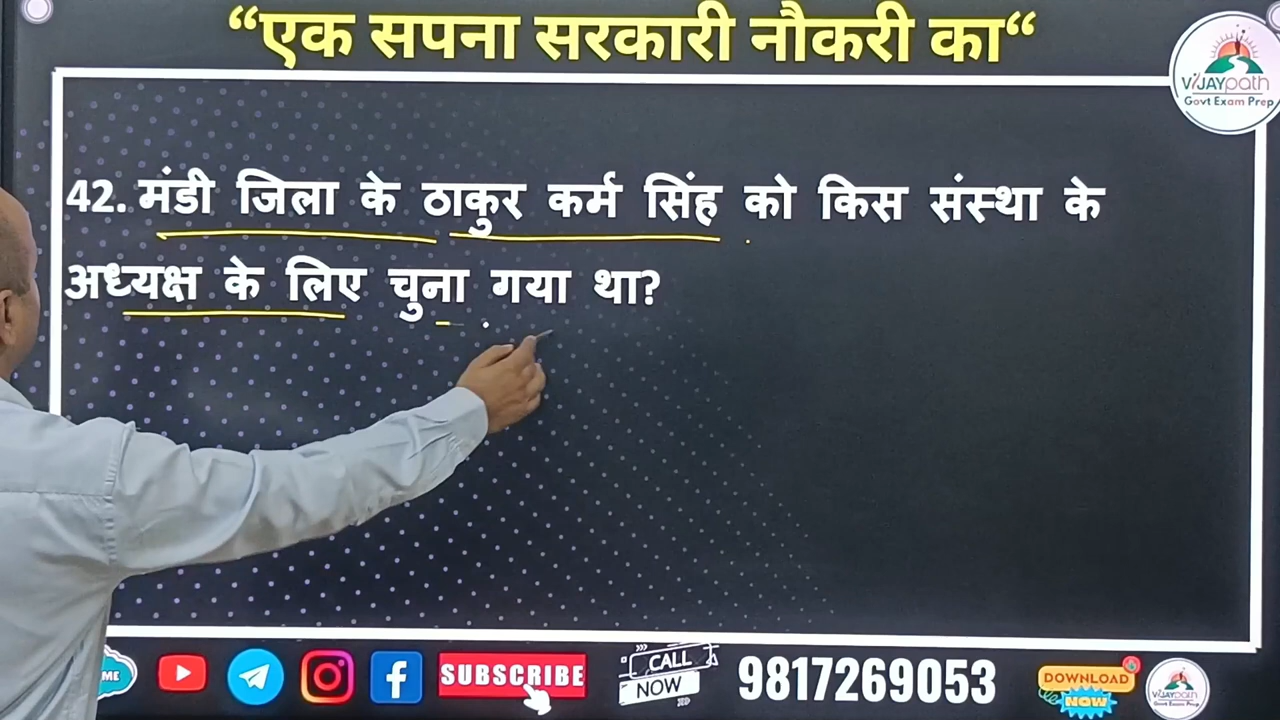 “एक सपना सरकारी नौकरी का“
VIJAYpath
Govt Exam Prep
42. मंडी जिला के ठाकुर कर्म सिंह को किस संस्था के
अध्यक्ष के लिए चुना गया था?
SUBSCRIBE
CALL
NOW
9817269053
DOWNLOAD
NOW
VIJAYpath